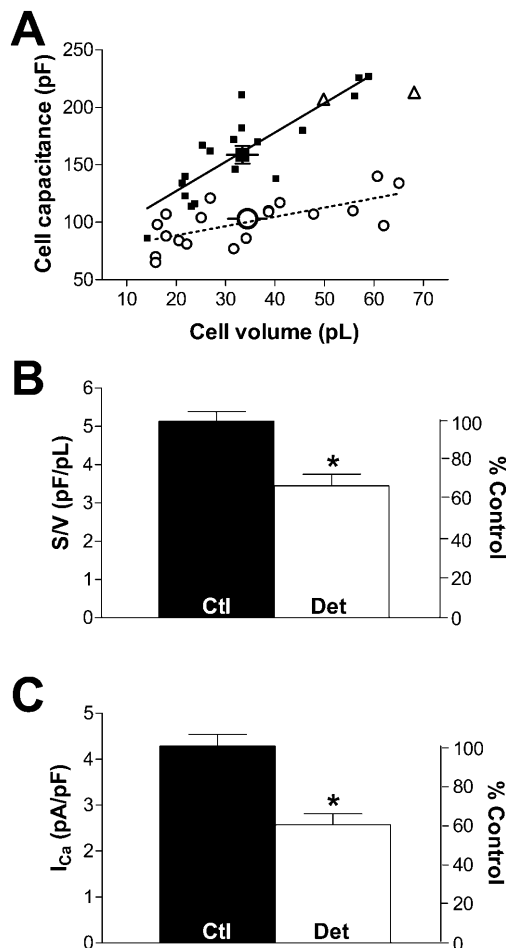 A
250
200
150
100
50
Cell capacitance (pF)
10 20 30 40 50 60 70
Cell volume (pL)
B
6
5
4
3
2
1
0
S/V (pF/pL)
*
Ctl Det
100
80
60
40
20
0
% Control
C
5
4
3
2
1
0
I_Ca (pA/pF)
*
Ctl Det
100
80
60
40
20
0
% Control